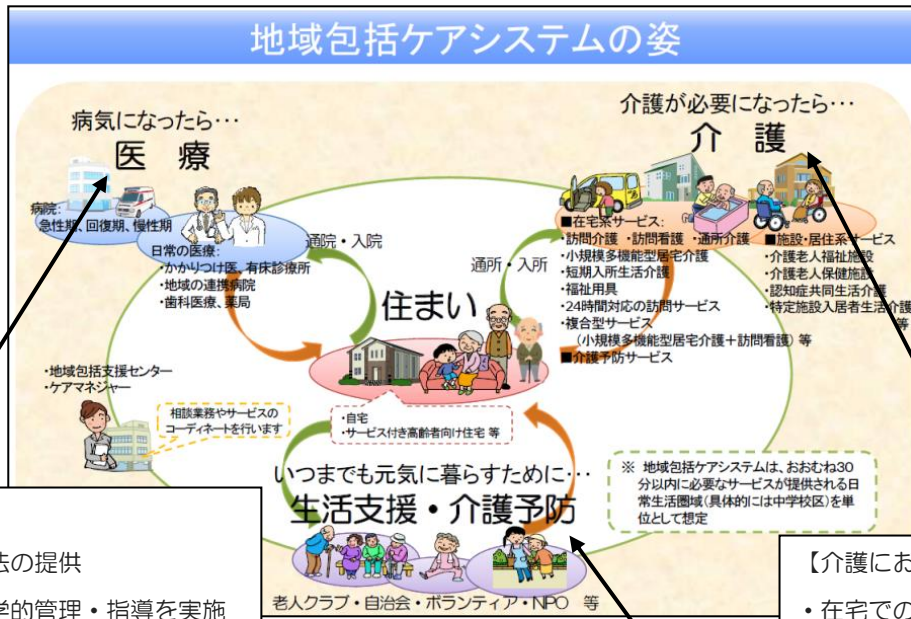 地域包括ケアシステムの姿
病気になったら…
医 療
病院:
急性期、回復期、慢性期
日常の医療:
・かかりつけ医、有床診療所
・地域の連携病院
・歯科医療、薬局
通院・入院
介護が必要になったら…
介 護
■在宅系サービス:
・訪問介護 ・訪問看護 ・通所介護
・小規模多機能型居宅介護
・短期入所生活介護
・福祉用具
・24時間対応の訪問サービス
・複合型サービス
(小規模多機能型居宅介護+訪問看護) 等
■介護予防サービス
■施設・居住系サービス
・介護老人福祉施設
・介護老人保健施設
・認知症共同生活介護
・特定施設入居者生活介護
等
通所・入所
住まい
・自宅
・サービス付き高齢者向け住宅 等
・地域包括支援センター
・ケアマネジャー
相談業務やサービスの
コーディネートを行います
いつまでも元気に暮らすために…
生活支援・介護予防
老人クラブ・自治会・ボランティア・NPO 等
※ 地域包括ケアシステムは、おおむね30
分以内に必要なサービスが提供される日
常生活圏域(具体的には中学校区)を単
位として想定
法の提供
学的管理・指導を実施
【介護にお
・在宅での